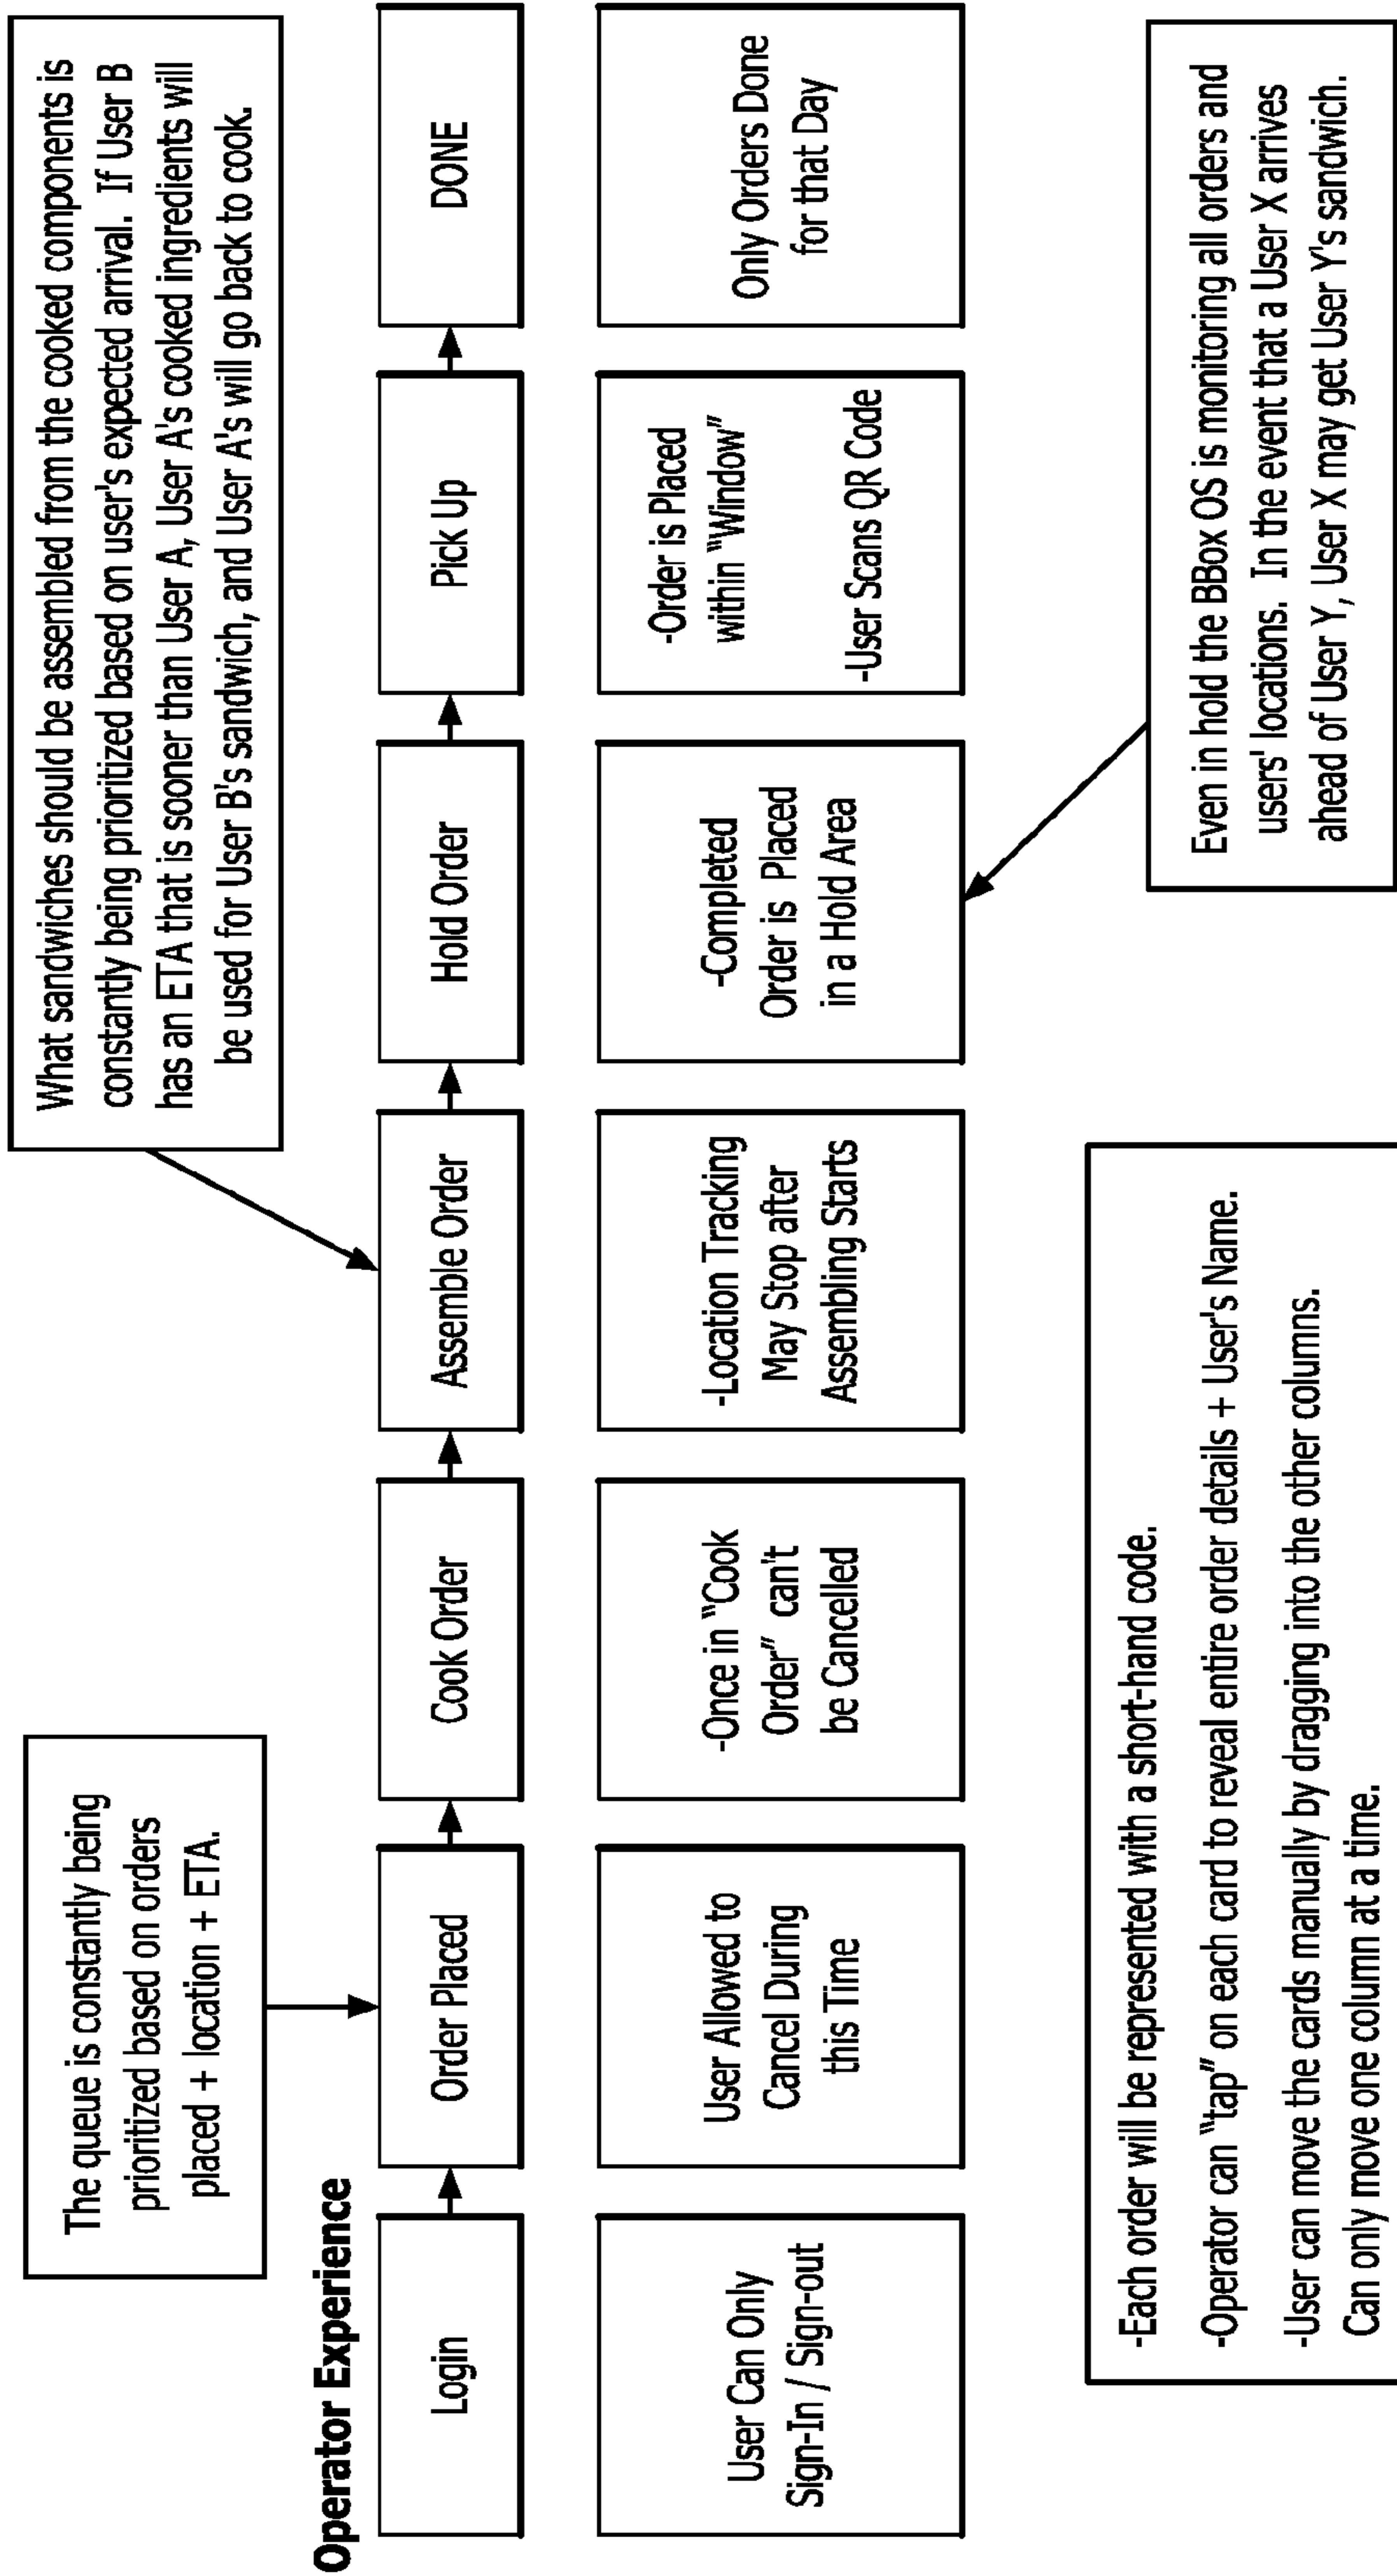 What sandwiches should be assembled from the cooked components is
constantly being prioritized based on user's expected arrival. If User B
has an ETA that is sooner than User A, User A's cooked ingredients will
be used for User B's sandwich, and User A's will go back to cook.
The queue is constantly being
prioritized based on orders
placed + location + ETA.
Operator Experience
Login
Order Placed
Cook Order
Assemble Order
Hold Order
Pick Up
DONE
User Can Only
Sign-In / Sign-out
User Allowed to
Cancel During
this Time
-Once in "Cook
Order" can't
be Cancelled
-Location Tracking
May Stop after
Assembling Starts
-Completed
Order is Placed
in a Hold Area
-Order is Placed
within "Window"
-User Scans QR Code
Only Orders Done
for that Day
-Each order will be represented with a short-hand code.
-Operator can "tap" on each card to reveal entire order details + User's Name.
-User can move the cards manually by dragging into the other columns.
Can only move one column at a time.
Even in hold the BBox OS is monitoring all orders and
users' locations. In the event that a User X arrives
ahead of User Y, User X may get User Y's sandwich.